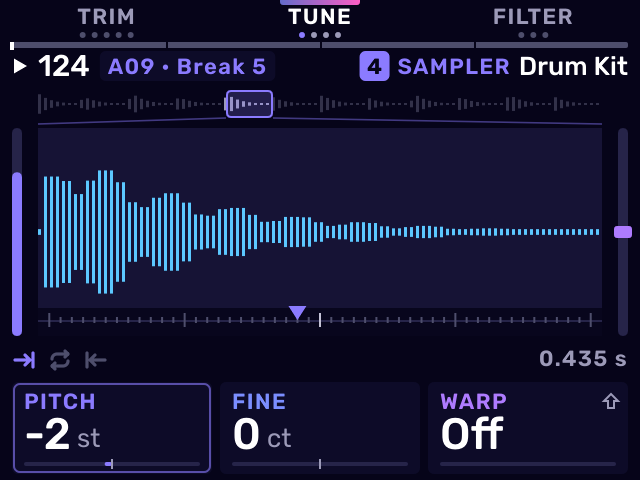 TRIM TUNE FILTER
124 A09 • Break 5 4 SAMPLER Drum Kit
0.435 s
PITCH FINE WARP
-2 st 0 ct Off